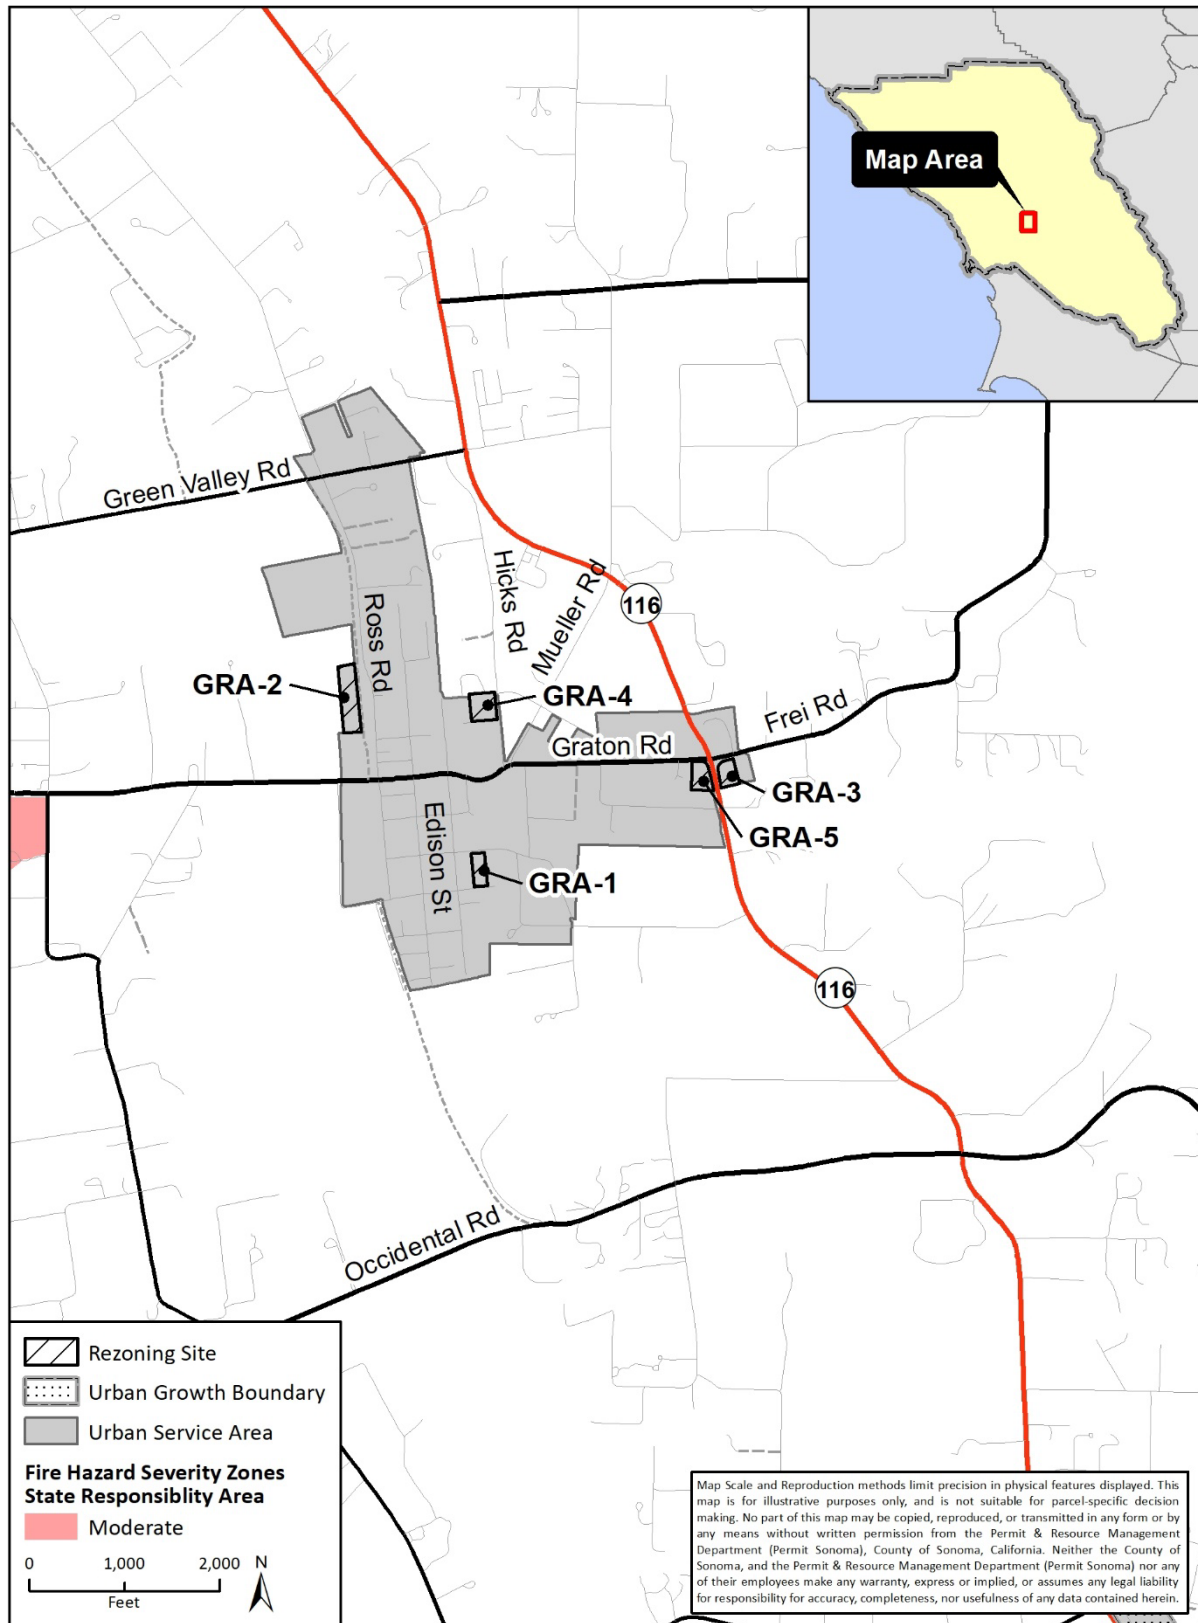 Map Area
Green Valley Rd
Hicks Rd
Mueller Rd
116
Ross Rd
GRA-2
GRA-4
Frei Rd
Graton Rd
GRA-3
GRA-5
Edison St
GRA-1
116
Occidental Rd
Rezoning Site
Urban Growth Boundary
Urban Service Area
Fire Hazard Severity Zones
State Responsiblity Area
Moderate
0 1,000 2,000 N
Feet
Map Scale and Reproduction methods limit precision in physical features displayed. This
map is for illustrative purposes only, and is not suitable for parcel-specific decision
making. No part of this map may be copied, reproduced, or transmitted in any form or by
any means without written permission from the Permit & Resource Management
Department (Permit Sonoma), County of Sonoma, California. Neither the County of
Sonoma, and the Permit & Resource Management Department (Permit Sonoma) nor any
of their employees make any warranty, express or implied, or assumes any legal liability
for responsibility for accuracy, completeness, nor usefulness of any data contained herein.